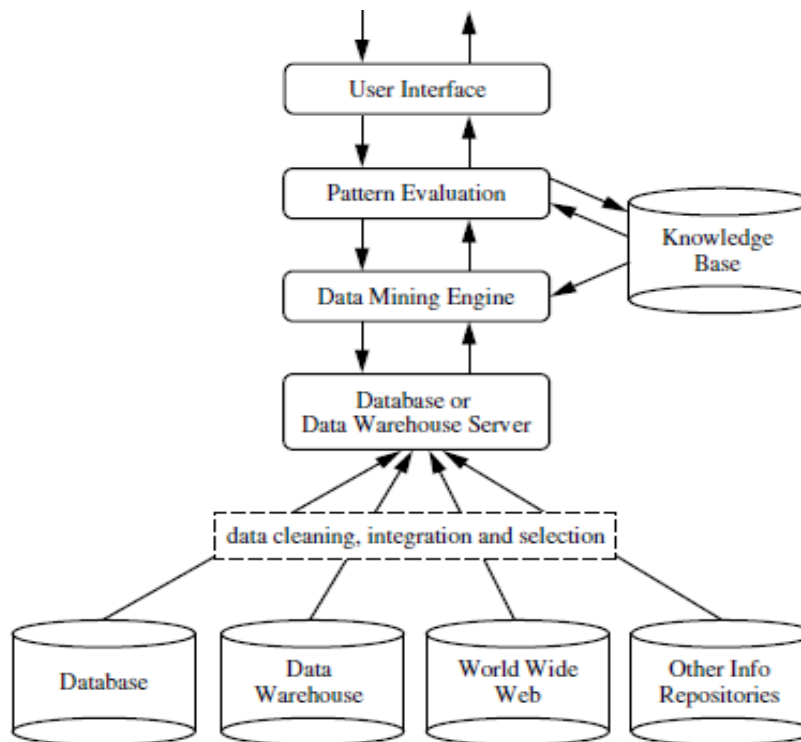 User Interface
Pattern Evaluation
Knowledge
Base
Data Mining Engine
Database or
Data Warehouse Server
data cleaning, integration and selection
Database
Data
Warehouse
World Wide
Web
Other Info
Repositories